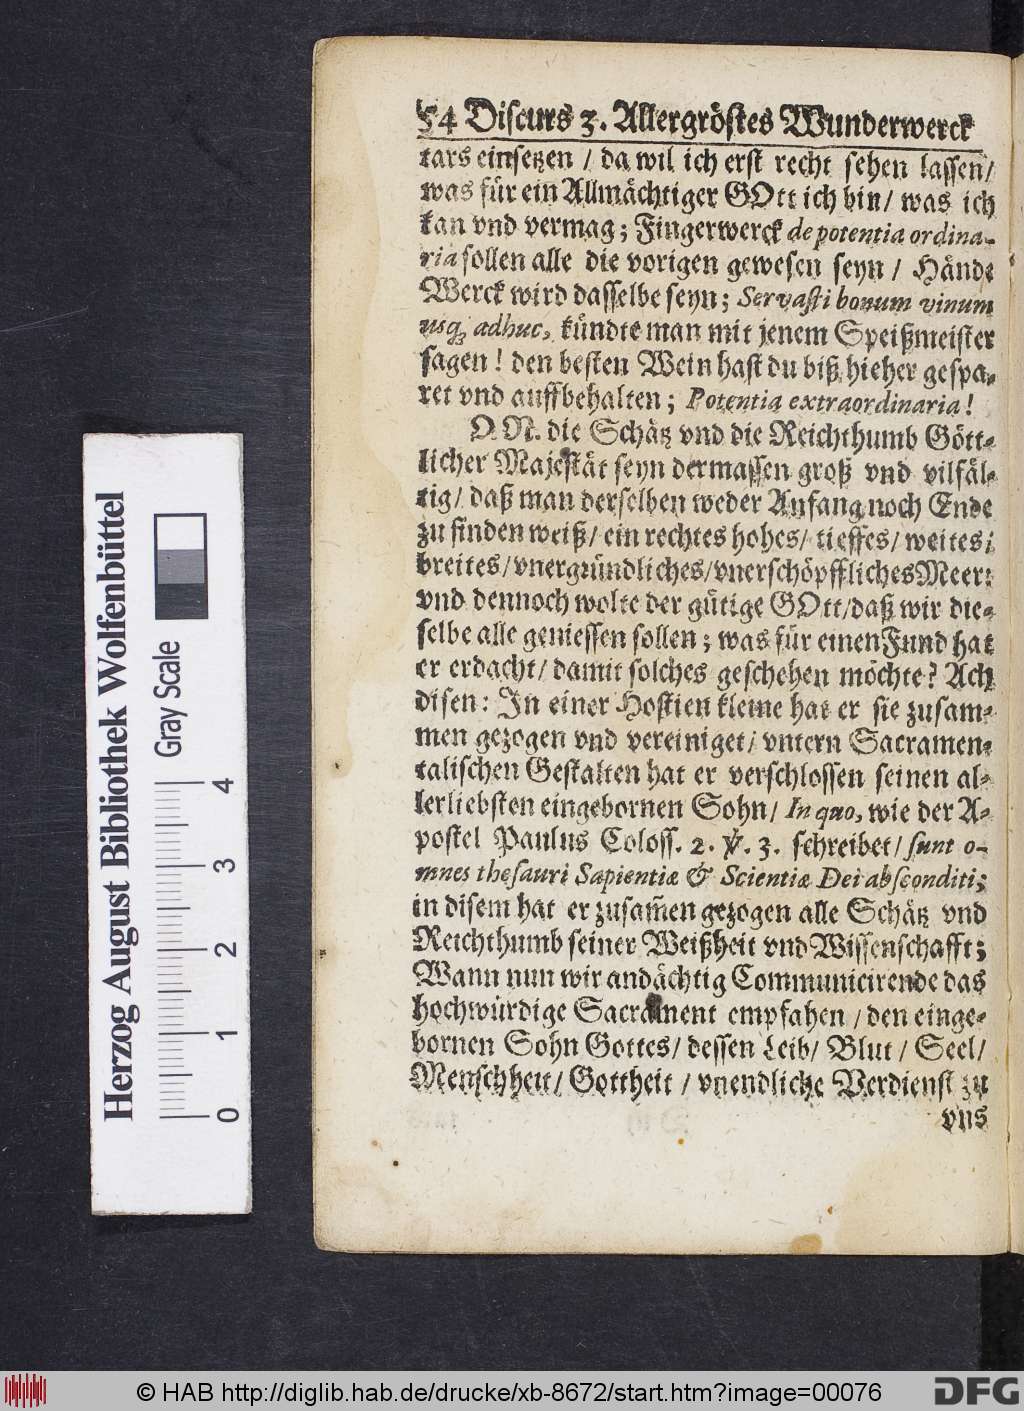 54 Discurs 3. Allergröstes Wunderwerck
tars einsetzen / da wil ich erst recht sehen lassen/
was für ein Allmächtiger GOtt ich bin/ was ich
kan vnd vermag; Fingerwerck de potentia ordina-
ria sollen alle die vorigen gewesen seyn / Hände
Werck wird dasselbe seyn; Servasti bonum vinum
usq; adhuc, kündte man mit jenem Speißmeister
sagen! den besten Wein hast du biß hieher gespa-
ret vnd auffbehalten; Potentia extraordinaria!
O. N. die Schätz vnd die Reichthumb Gött-
licher Majestät seyn dermassen groß vnd vilfäl-
tig/ daß man derselben weder Anfang noch Ende
zu finden weiß/ ein rechtes hohes/ tieffes/ weites/
breites/ vnergründliches/ vnerschöpffliches Meer:
vnd dennoch wolte der gütige GOtt/ daß wir die-
selbe alle geniessen sollen; was für einen Fund hat
er erdacht/ damit solches geschehen möchte? Ach
disen: In einer Hostien kleine hat er sie zusam-
men gezogen vnd vereiniget/ vntern Sacramen-
talischen Gestalten hat er verschlossen seinen al-
lerliebsten eingebornen Sohn/ In quo, wie der A-
postel Paulus Coloss. 2. ℣. 3. schreibet/ sunt o-
mnes thesauri Sapientiæ & Scientiæ Dei absconditi;
in disem hat er zusam̄en gezogen alle Schätz vnd
Reichthumb seiner Weißheit vnd Wissenschafft;
Wann nun wir andächtig Communicirende das
hochwürdige Sacrament empfahen / den einge-
bornen Sohn Gottes/ dessen Leib/ Blut / Seel/
Menschheit/ Gottheit / vnendliche Verdienst zu
vns
Herzog August Bibliothek Wolfenbüttel
Gray Scale
0 1 2 3 4
© HAB http://diglib.hab.de/drucke/xb-8672/start.htm?image=00076
DFG